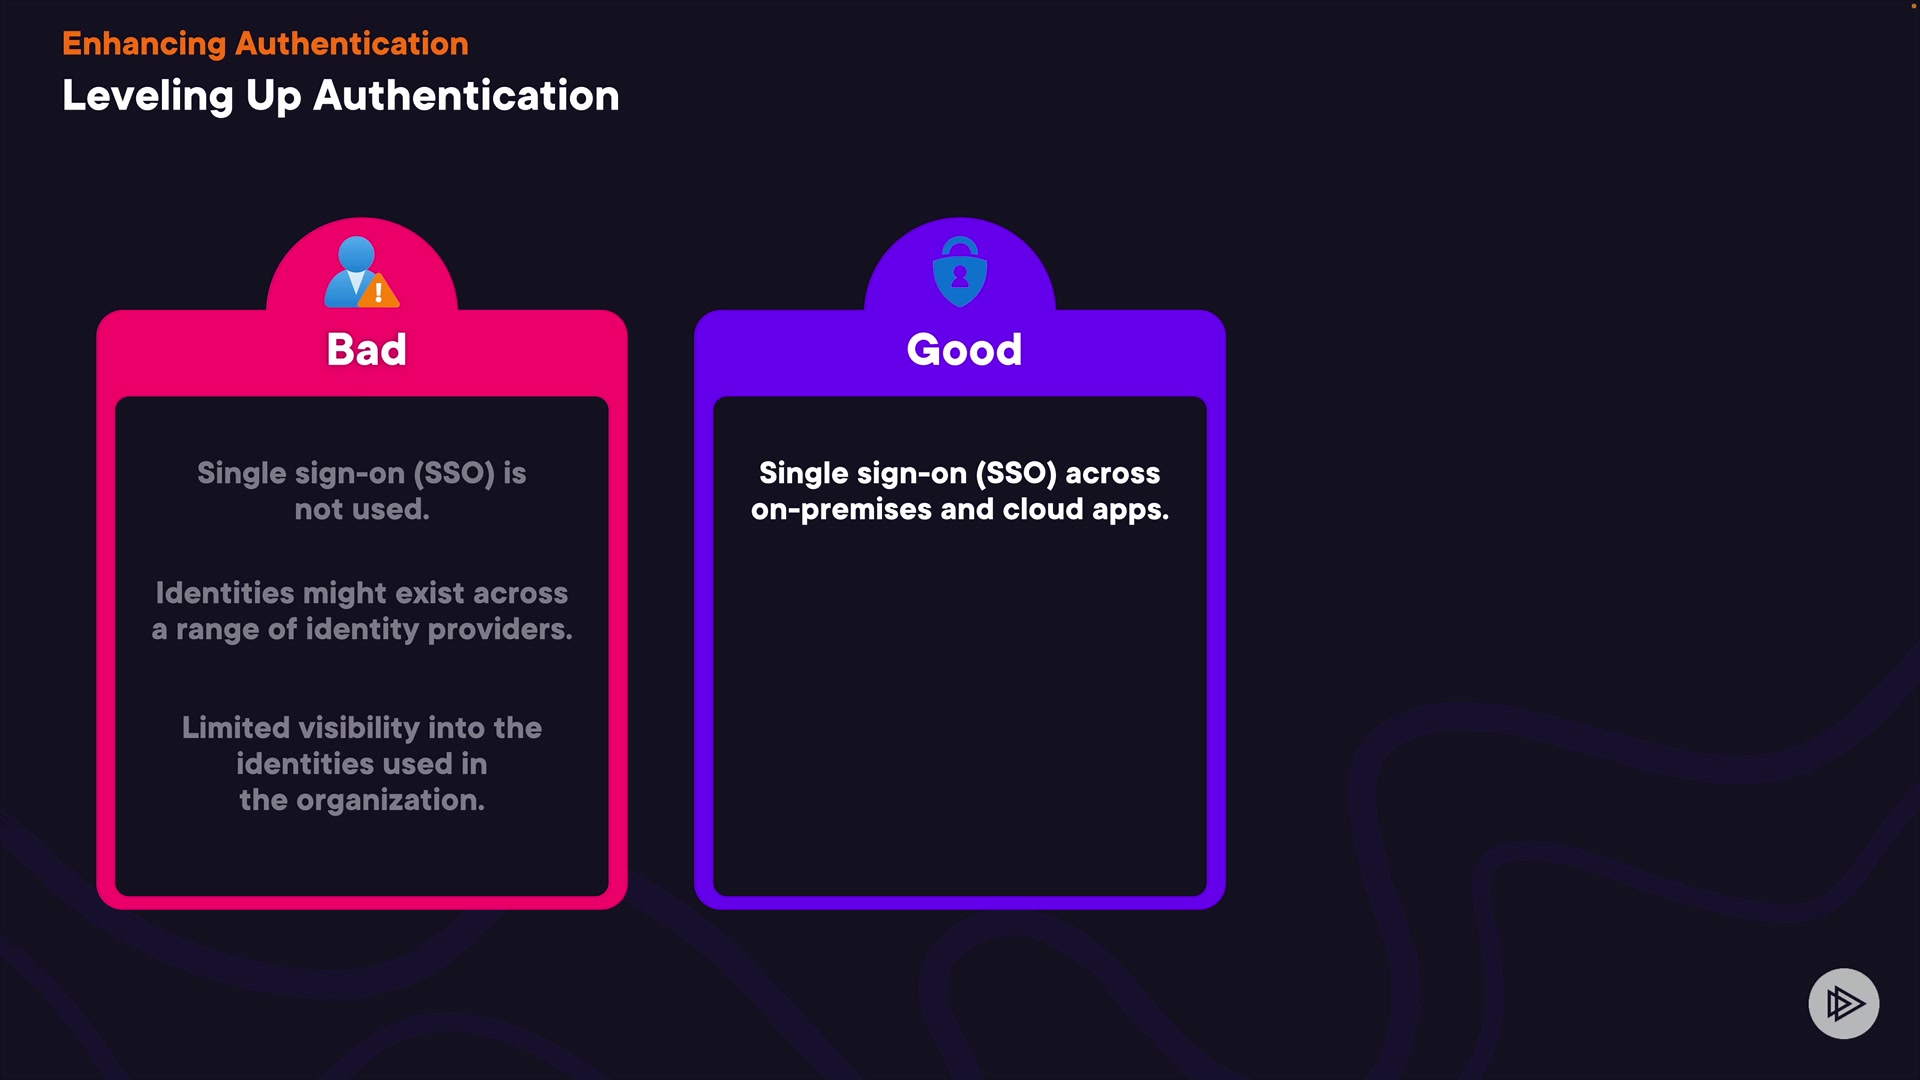 Enhancing Authentication
Leveling Up Authentication
Bad
Single sign-on (SSO) is
not used.
Identities might exist across
a range of identity providers.
Limited visibility into the
identities used in
the organization.
Good
Single sign-on (SSO) across
on-premises and cloud apps.